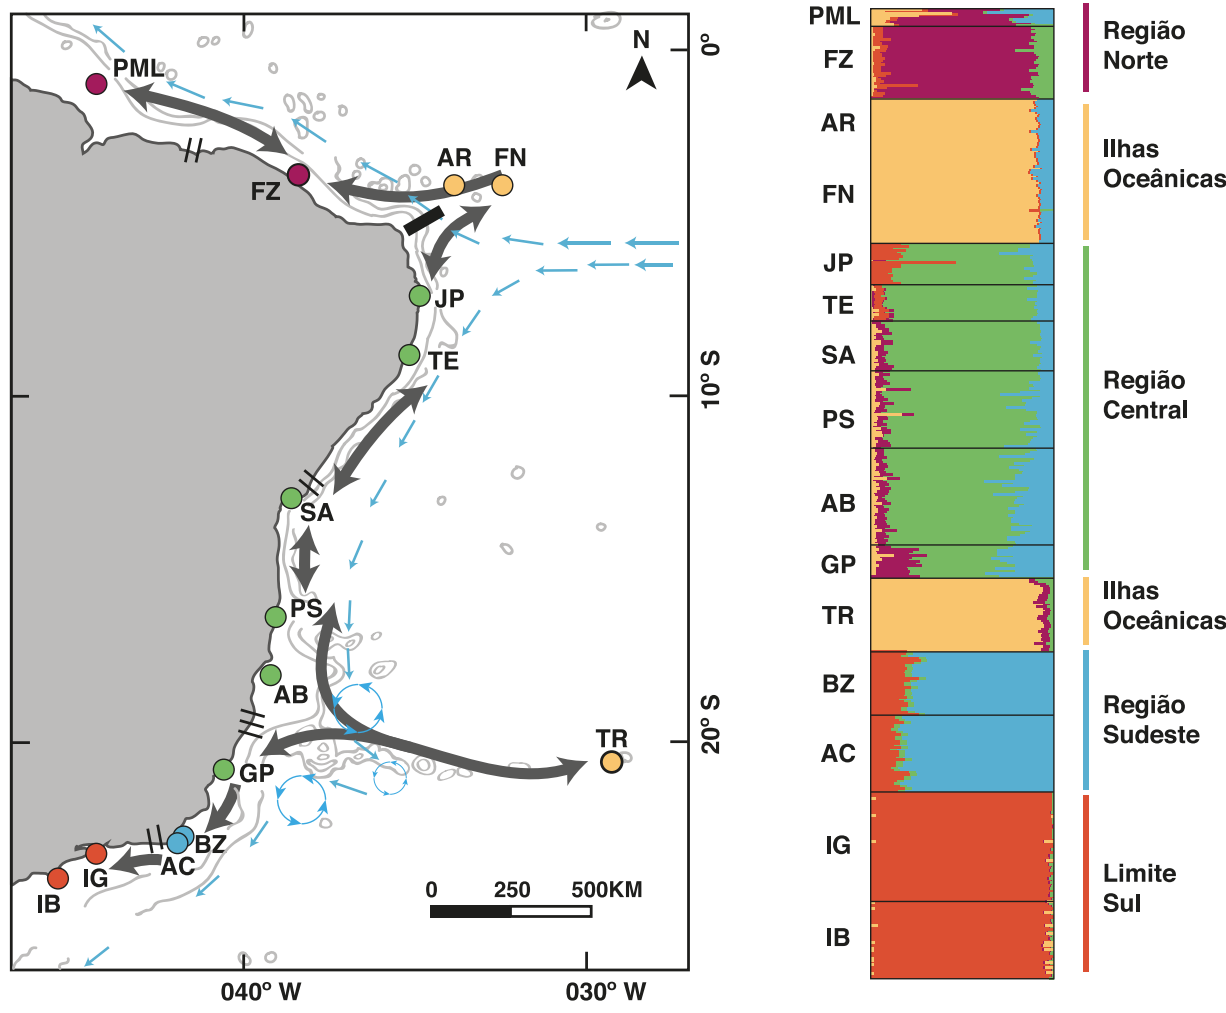 N
0°
PML
FZ
AR
FN
JP
TE
10° S
SA
PS
AB
20° S
TR
GP
BZ
AC
IG
IB
0
250
500KM
040° W
030° W
PML
FZ
AR
FN
JP
TE
SA
PS
AB
GP
TR
BZ
AC
IG
IB
Região
Norte
Ilhas
Oceânicas
Região
Central
Ilhas
Oceânicas
Região
Sudeste
Limite
Sul